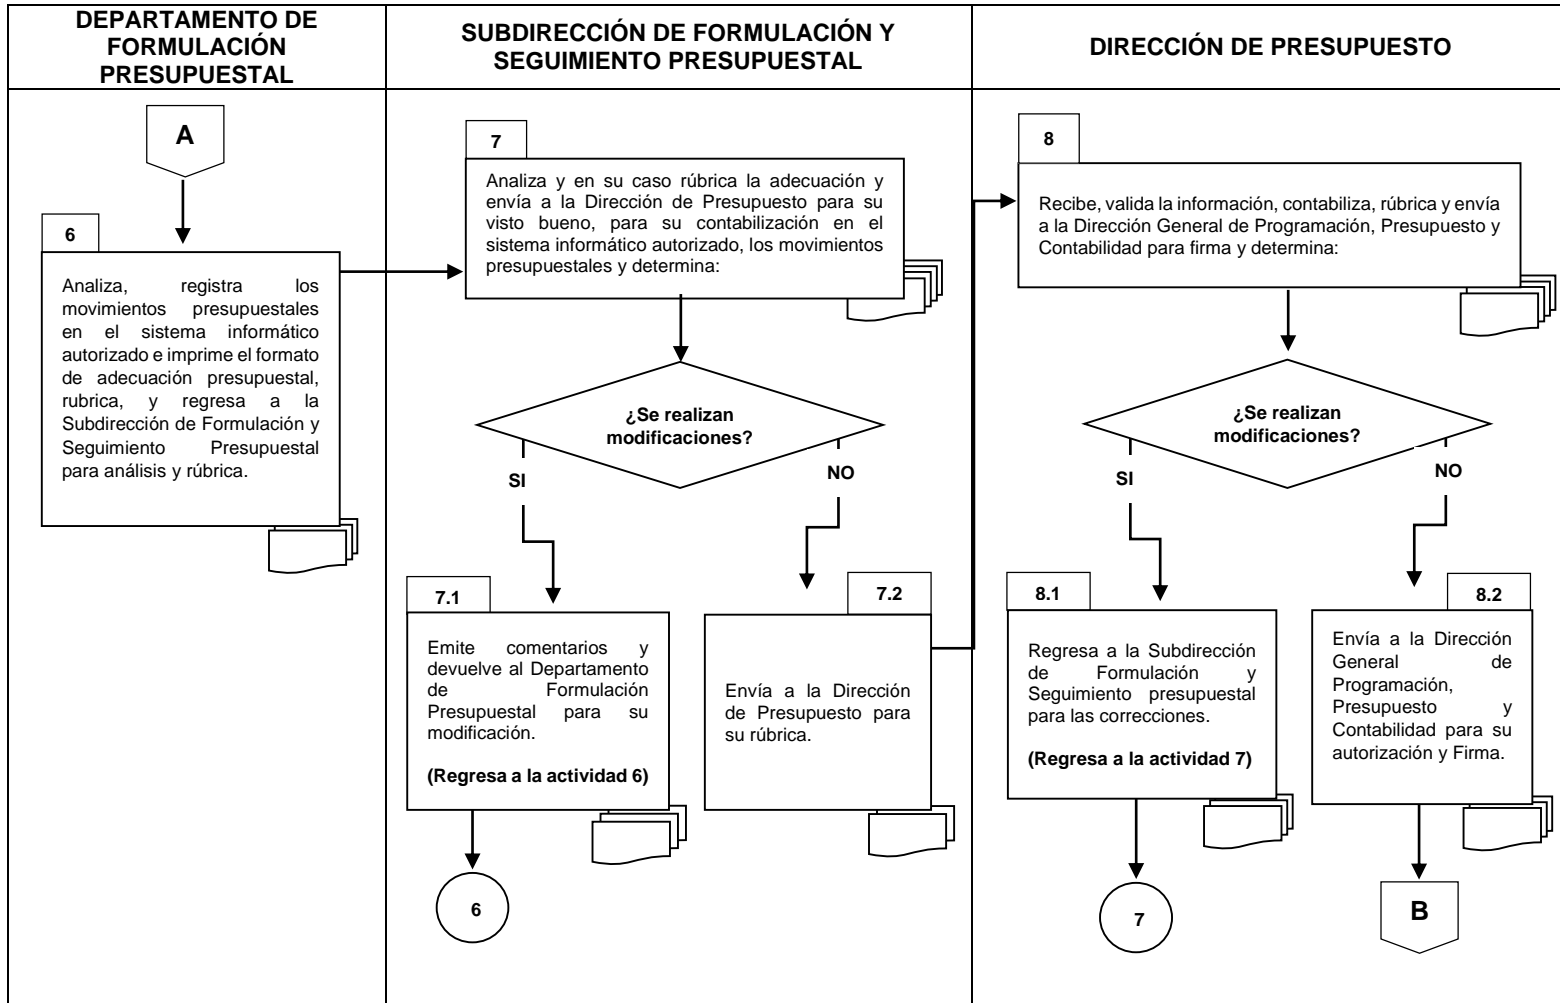 DEPARTAMENTO DE
FORMULACIÓN
PRESUPUESTAL
SUBDIRECCIÓN DE FORMULACIÓN Y
SEGUIMIENTO PRESUPUESTAL
DIRECCIÓN DE PRESUPUESTO
A
6
Analiza, registra los
movimientos presupuestales
en el sistema informático
autorizado e imprime el formato
de adecuación presupuestal,
rubrica, y regresa a la
Subdirección de Formulación y
Seguimiento Presupuestal
para análisis y rúbrica.
7
Analiza y en su caso rúbrica la adecuación y
envía a la Dirección de Presupuesto para su
visto bueno, para su contabilización en el
sistema informático autorizado, los movimientos
presupuestales y determina:
¿Se realizan
modificaciones?
SI
NO
7.1
Emite comentarios y
devuelve al Departamento
de Formulación
Presupuestal para su
modificación.
(Regresa a la actividad 6)
6
7.2
Envía a la Dirección
de Presupuesto para
su rúbrica.
8
Recibe, valida la información, contabiliza, rúbrica y envía
a la Dirección General de Programación, Presupuesto y
Contabilidad para firma y determina:
¿Se realizan
modificaciones?
SI
NO
8.1
Regresa a la Subdirección
de Formulación y
Seguimiento presupuestal
para las correcciones.
(Regresa a la actividad 7)
7
8.2
Envía a la Dirección
General de
Programación,
Presupuesto y
Contabilidad para su
autorización y Firma.
B